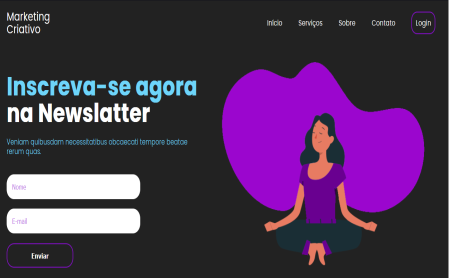 Marketing
Criativo
Início Serviços Sobre Contato Login
Inscreva-se agora
na Newslatter
Veniam quibusdam necessitatibus obcaecati tempore beatae
rerum quas.
Nome
E-mail
Enviar